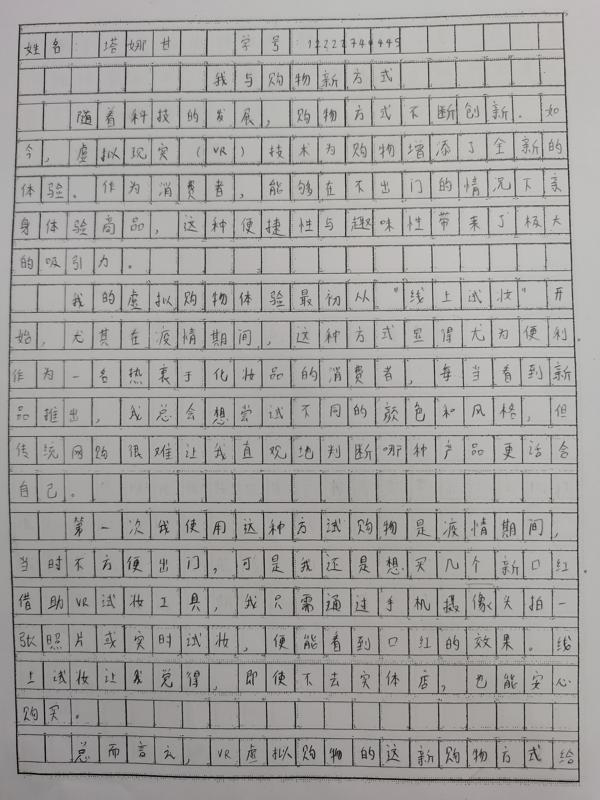 姓名：塔娜甘 学号：12222744449
我与购物新方式
随着科技的发展，购物方式不断创新。如
今，虚拟现实（VR）技术为购物增添了全新的
体验。作为消费者，能够在不出门的情况下亲
身体验商品，这种便捷性与趣味性带来了极大
的吸引力。
我的虚拟购物体验最初从“线上试妆”开
始，尤其在疫情期间，这种方式显得尤为便利。
作为一名热衷于化妆品的消费者，每当看到新
品推出，我总会想尝试不同的颜色和风格，但
传统网购很难让我直观地判断哪种产品更适合
自己。
第一次我使用这种方试购物是疫情期间，
当时不方便出门，可是我还是想买几个新口红。
借助VR试妆工具，我只需通过手机摄像头拍一
张照片或实时试妆，便能看到口红的效果。线
上试妆让我觉得，即使不去实体店，也能安心
购买。
总而言云，VR虚拟购物的这新购物方式给